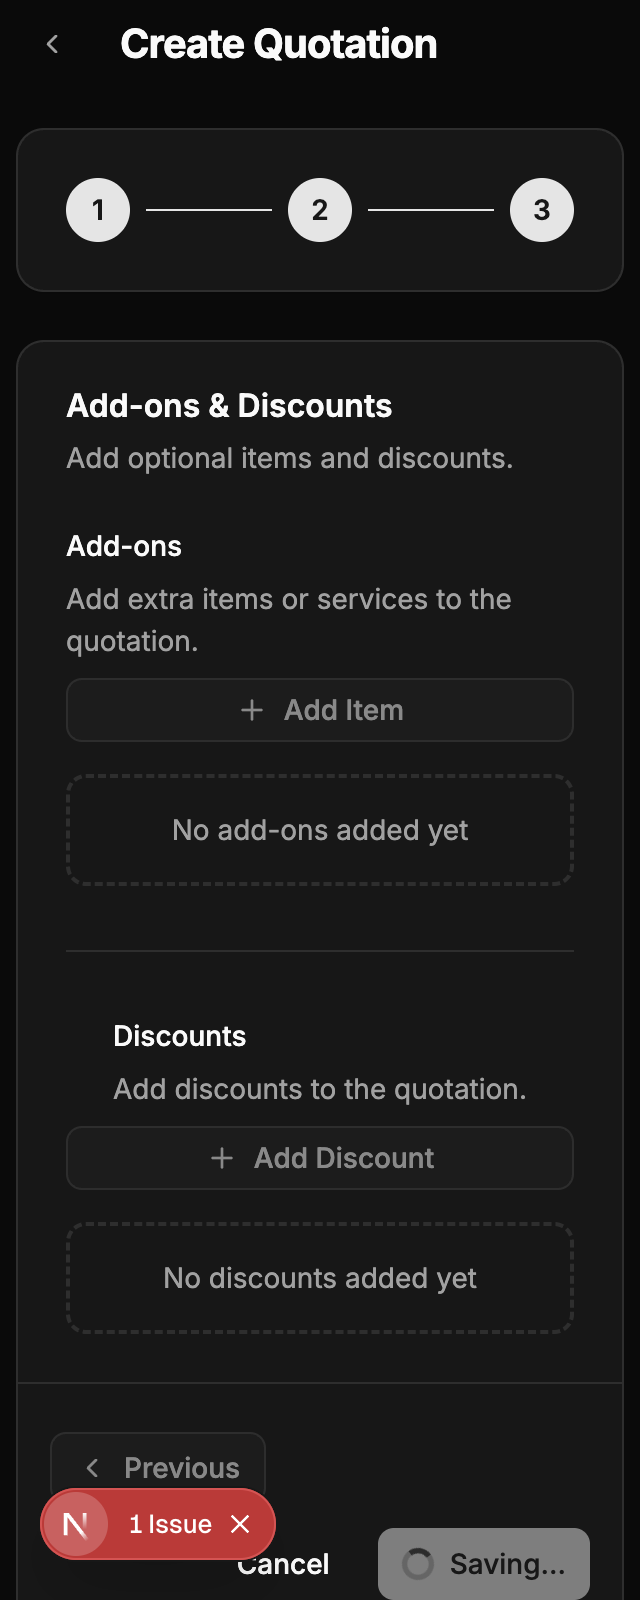 Create Quotation
1
2
3
Add-ons & Discounts
Add optional items and discounts.
Add-ons
Add extra items or services to the
quotation.
+ Add Item
No add-ons added yet
Discounts
Add discounts to the quotation.
+ Add Discount
No discounts added yet
Previous
N 1 Issue
Cancel
Saving...